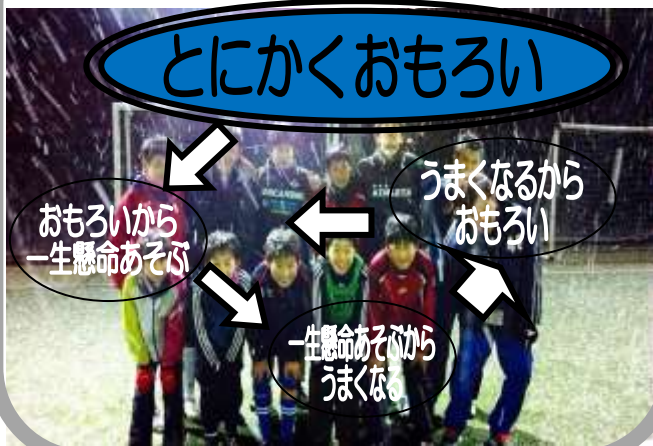 とにかくおもろい
おもろいから
一生懸命あそぶ
一生懸命あそぶから
うまくなる
うまくなるから
おもろい